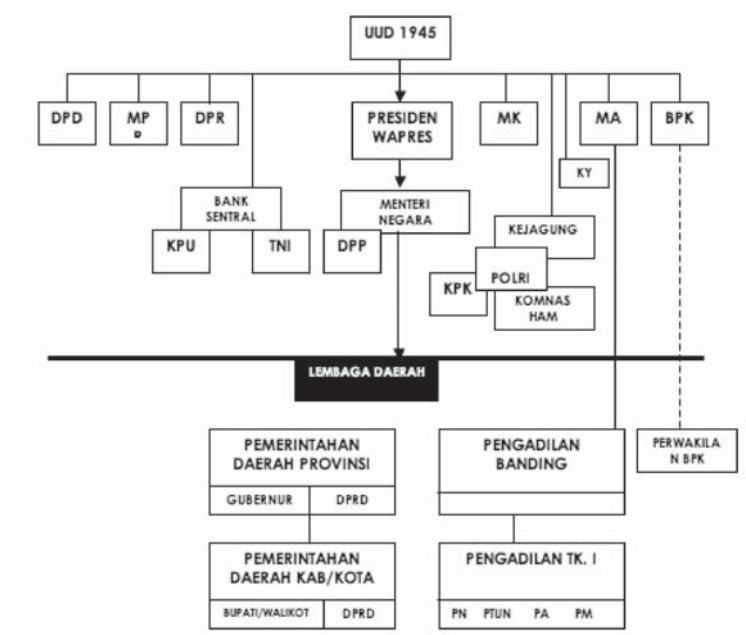 UUD 1945
DPD
MP
R
DPR
PRESIDEN
WAPRES
MK
MA
BPK
KY
BANK
SENTRAL
KPU
TNI
MENTERI
NEGARA
DPP
KEJAGUNG
POLRI
KPK
KOMNAS
HAM
LEMBAGA DAERAH
PEMERINTAHAN
DAERAH PROVINSI
GUBERNUR
DPRD
PENGADILAN
BANDING
PERWAKILA
N BPK
PEMERINTAHAN
DAERAH KAB/KOTA
BUPATI/WALIKOT
DPRD
PENGADILAN TK. I
PN PTUN PA PM